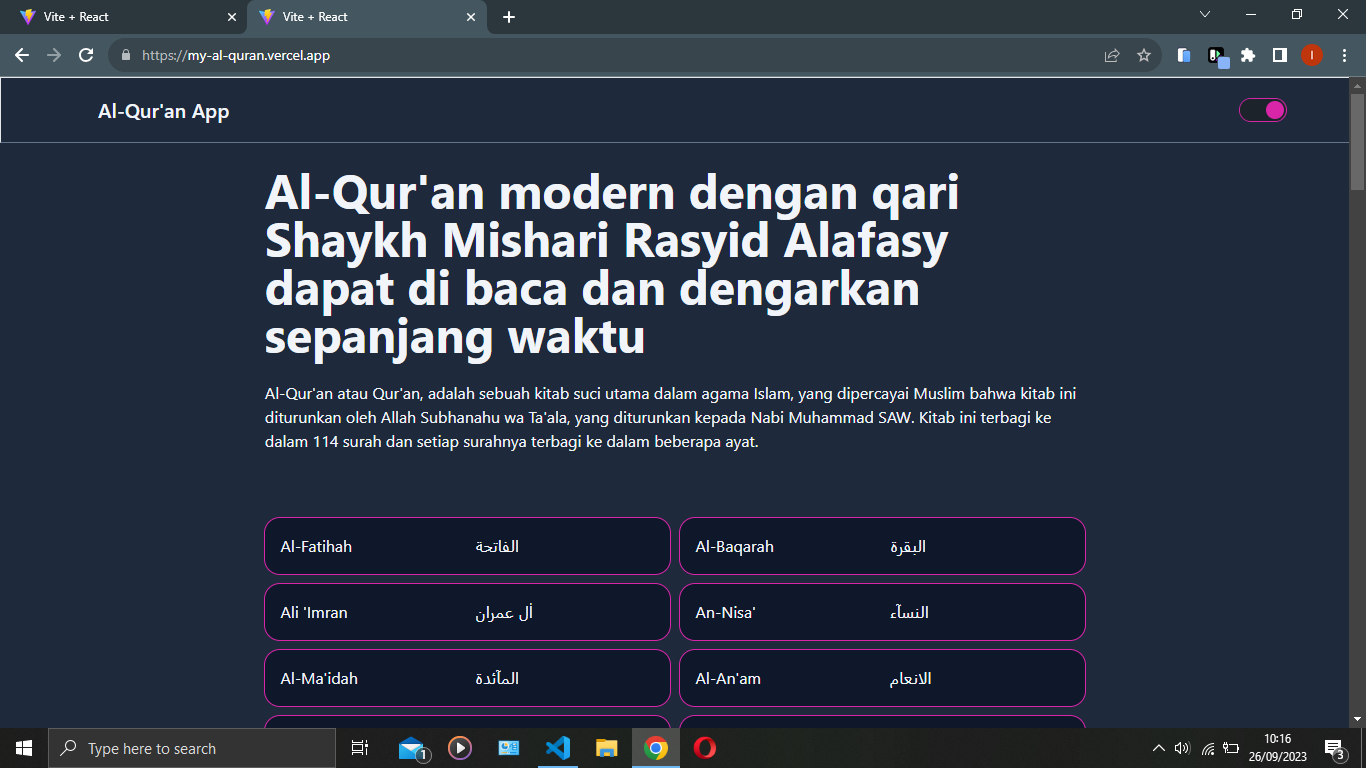 Vite + React
Vite + React
https://my-al-quran.vercel.app
I
Al-Qur'an App
Al-Qur'an modern dengan qari
Shaykh Mishari Rasyid Alafasy
dapat di baca dan dengarkan
sepanjang waktu
Al-Qur'an atau Qur'an, adalah sebuah kitab suci utama dalam agama Islam, yang dipercayai Muslim bahwa kitab ini
diturunkan oleh Allah Subhanahu wa Ta'ala, yang diturunkan kepada Nabi Muhammad SAW. Kitab ini terbagi ke
dalam 114 surah dan setiap surahnya terbagi ke dalam beberapa ayat.
Al-Fatihah الفاتحة
Al-Baqarah البقرة
Ali 'Imran اٰل عمران
An-Nisa' النسآء
Al-Ma'idah المآئدة
Al-An'am الانعام
Type here to search
1
10:16
26/09/2023
3